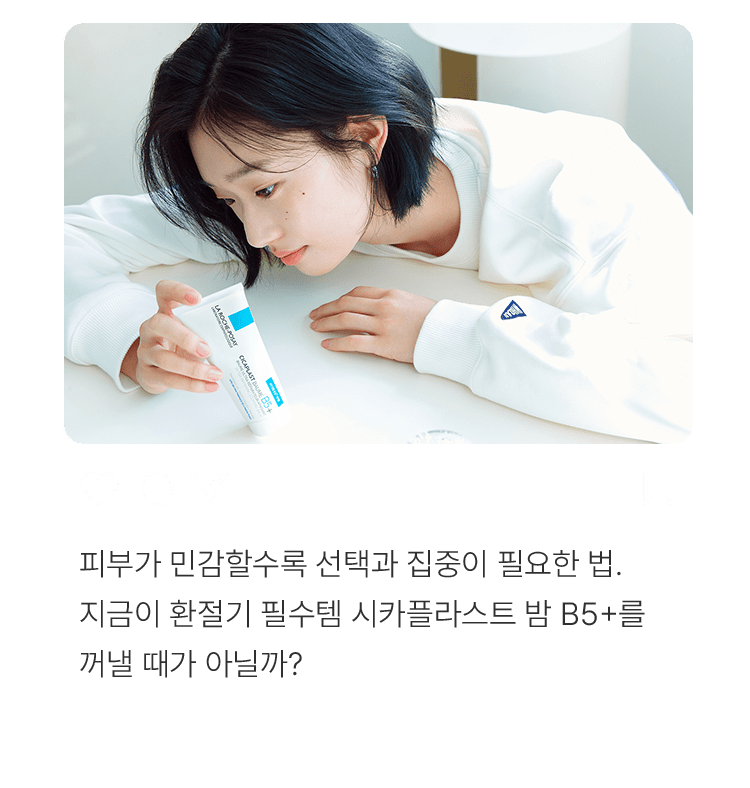 LA ROCHE-POSAY
CICAPLAST BAUME B5+
피부가 민감할수록 선택과 집중이 필요한 법.
지금이 환절기 필수템 시카플라스트 밤 B5+를
꺼낼 때가 아닐까?